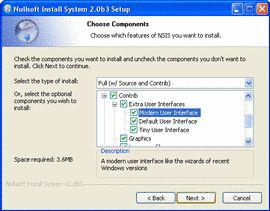 Nullsoft Install System 2.0b3 Setup
Choose Components
Choose which features of NSIS you want to install.
Check the components you want to install and uncheck the components you don't want to install. Click Next to continue.
Select the type of install:
Full (w/ Source and Contrib)
Or, select the optional components you wish to install:
Contrib
Extra User Interfaces
Modern User Interface
Default User Interface
Tiny User Interface
Graphics
Space required: 3.6MB
Description
A modern user interface like the wizards of recent Windows versions
Nullsoft Install System v2.0b3
< Back
Next >
Cancel